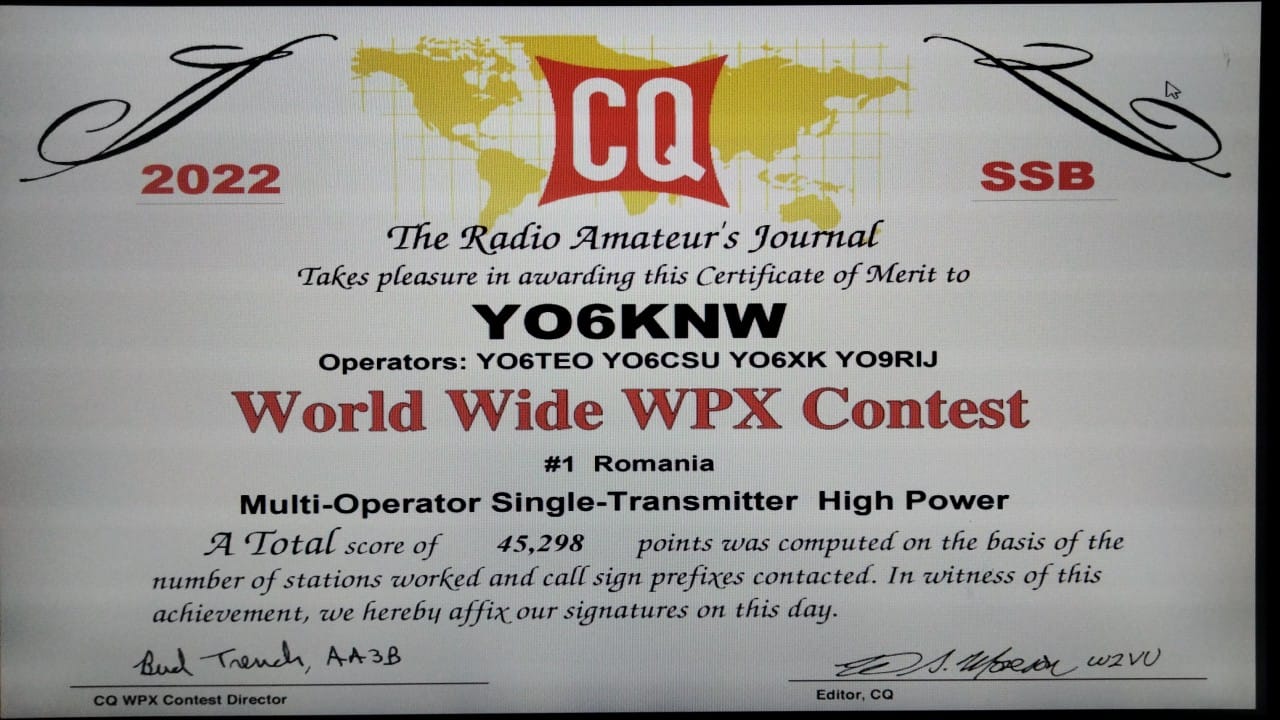 CQ
2022
SSB
The Radio Amateur's Journal
Takes pleasure in awarding this Certificate of Merit to
YO6KNW
Operators: YO6TEO YO6CSU YO6XK YO9RIJ
World Wide WPX Contest
#1 Romania
Multi-Operator Single-Transmitter High Power
A Total score of 45,298 points was computed on the basis of the
number of stations worked and call sign prefixes contacted. In witness of this
achievement, we hereby affix our signatures on this day.
Bud Trench, AA3B
W2VU
CQ WPX Contest Director
Editor, CQ